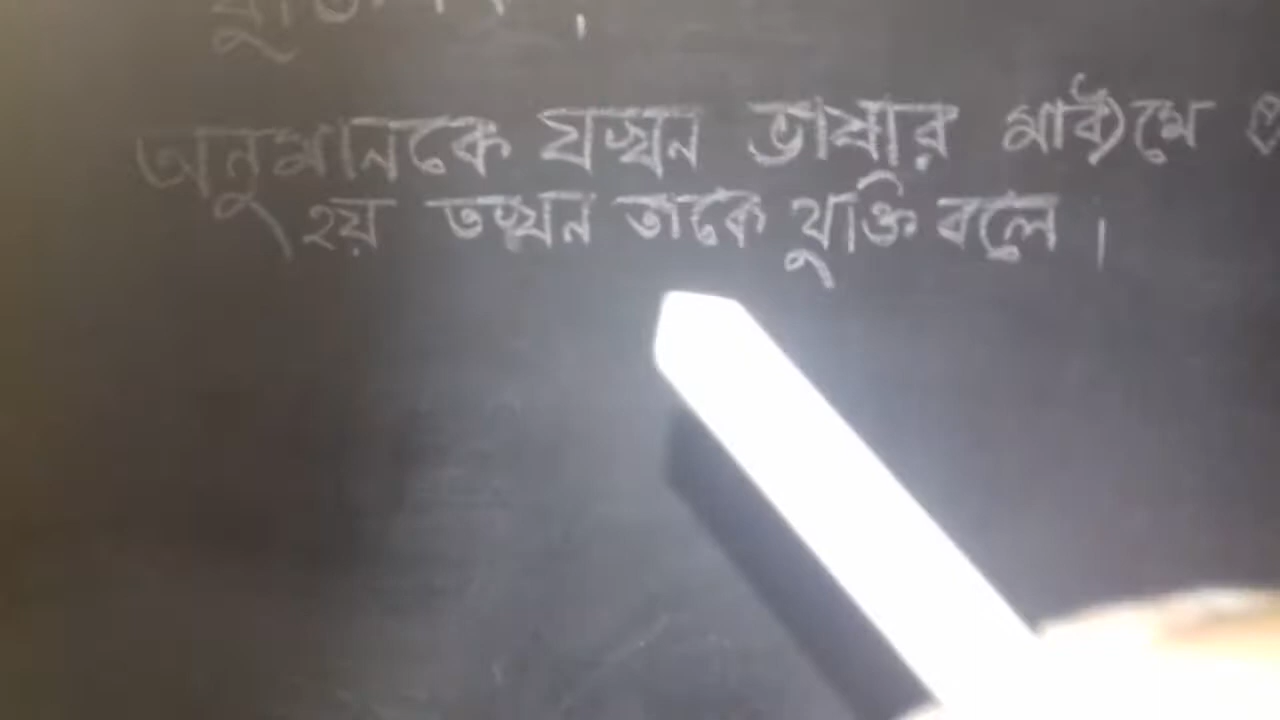 অনুমানকে যখন ভাষার মাধ্যমে
হয় তখন তাকে যুক্তি বলে ।